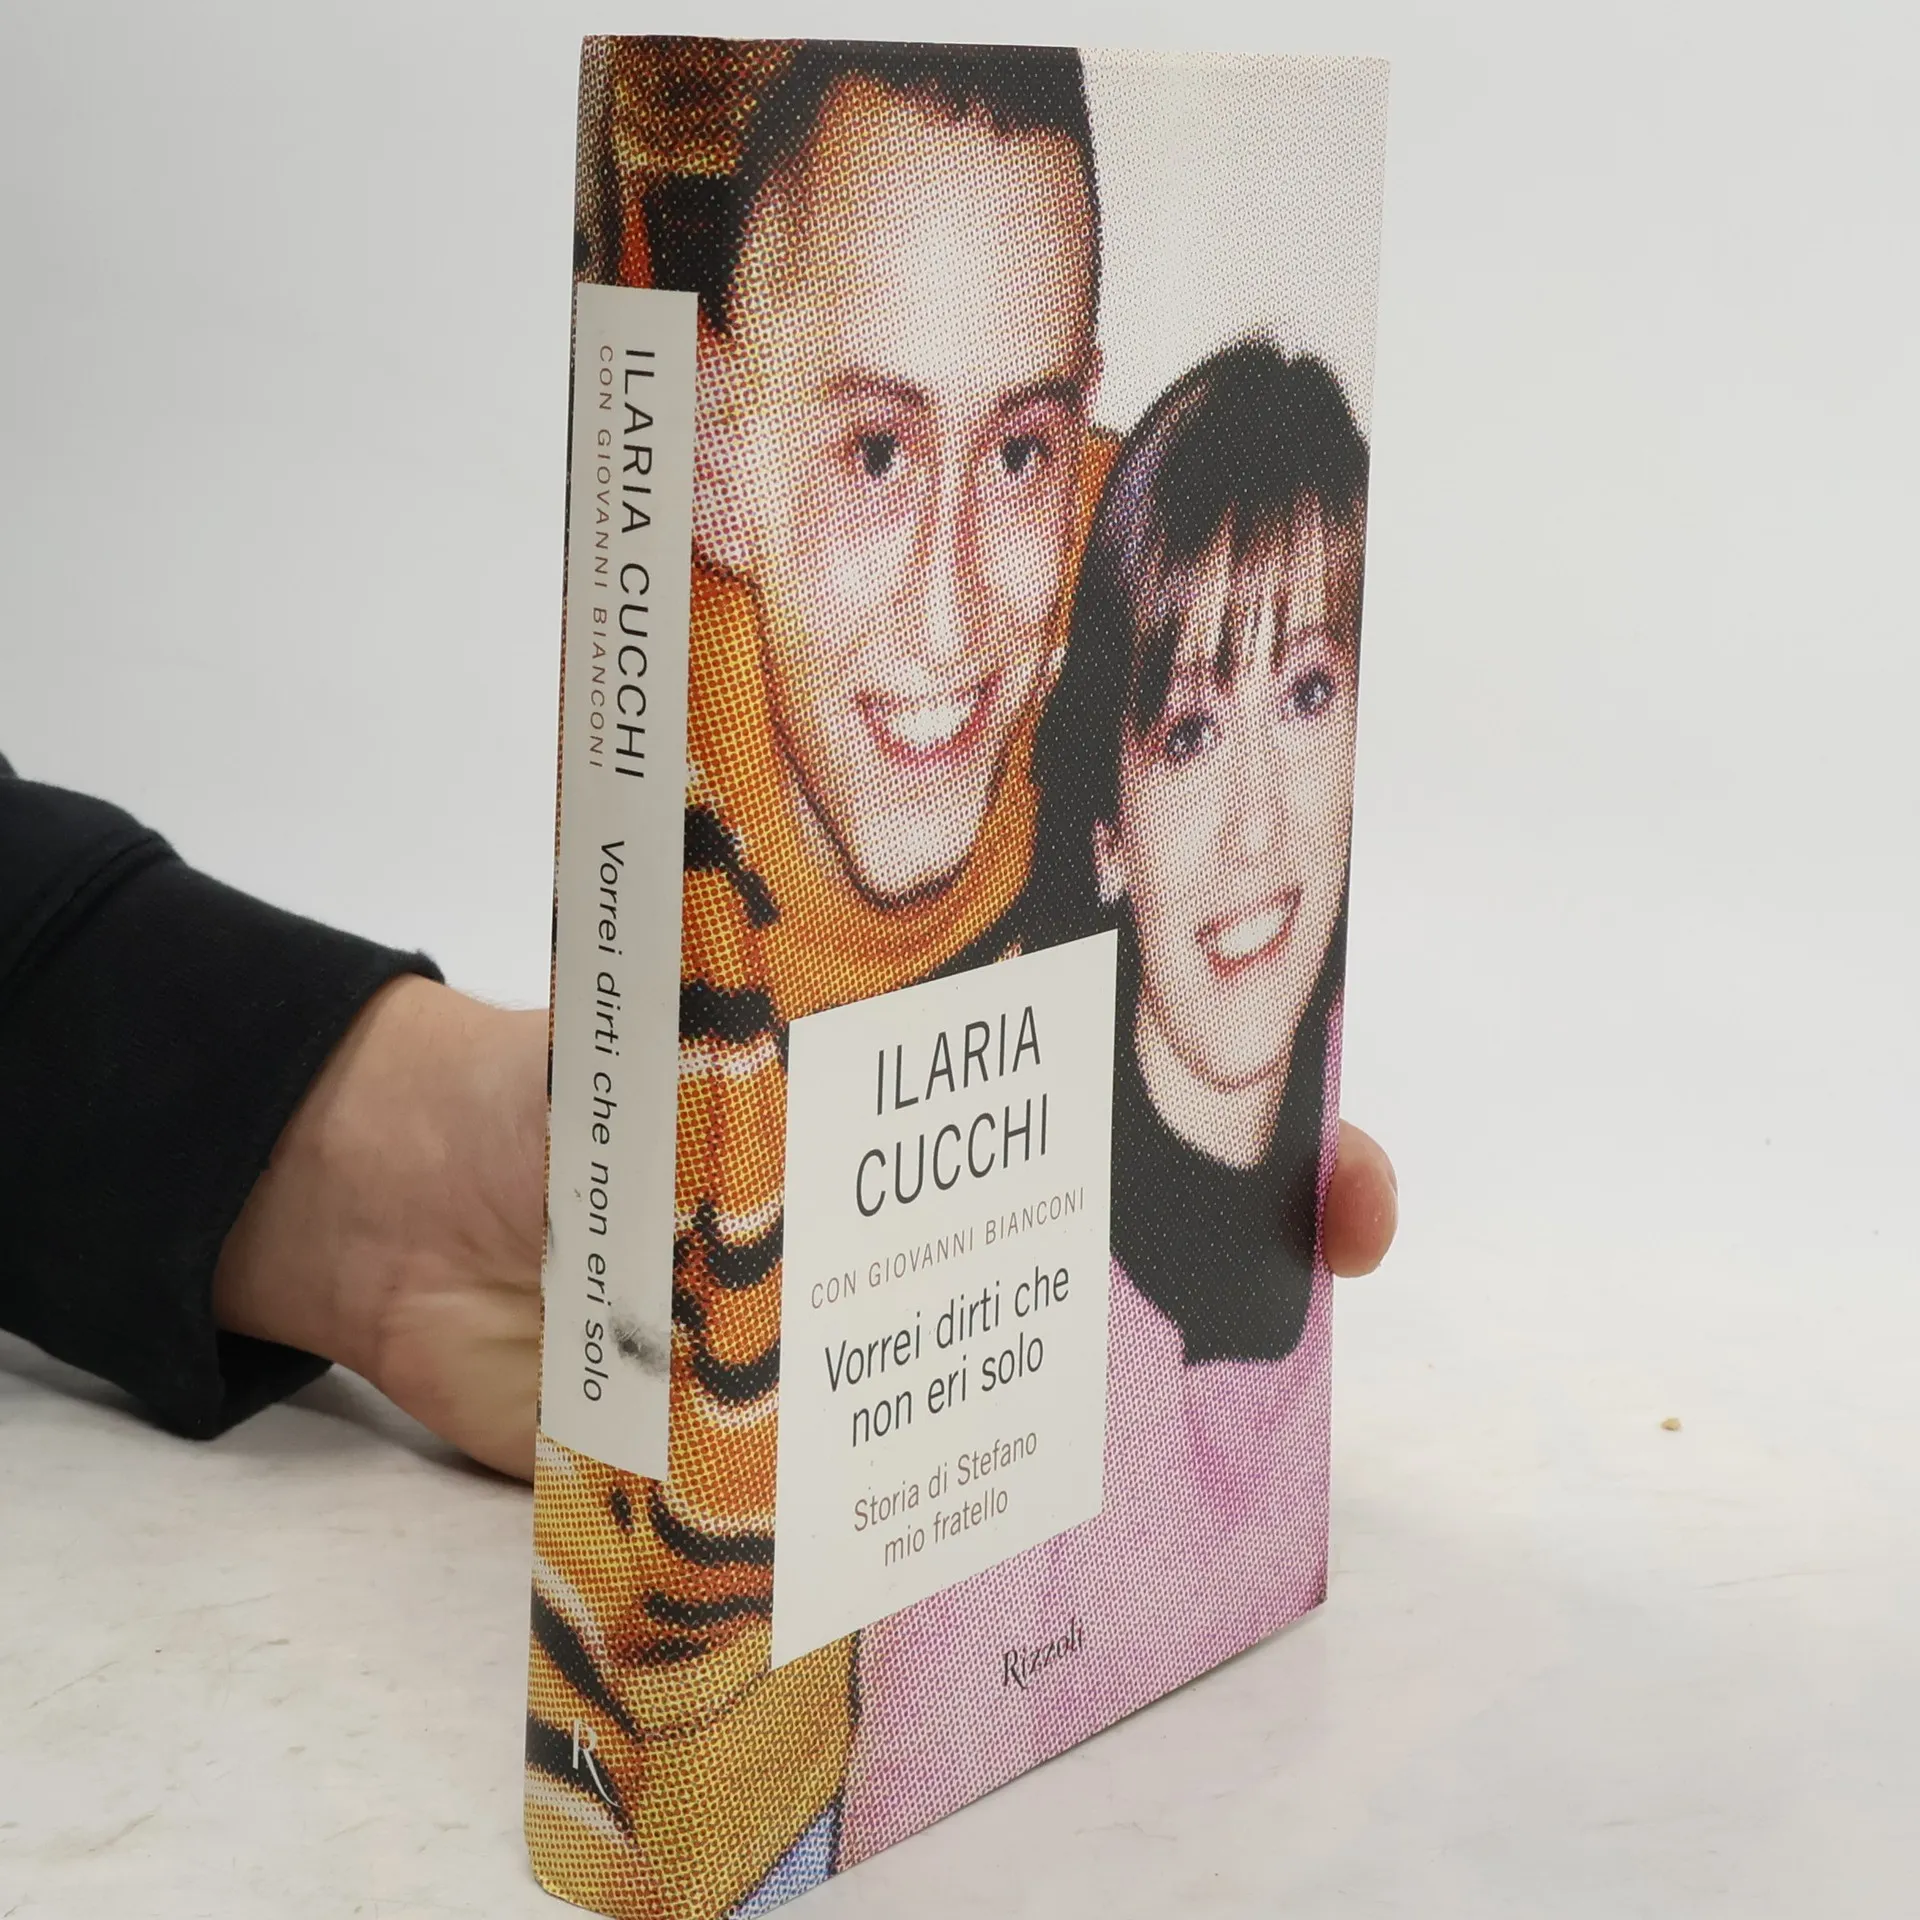 ILARIA CUCCHI
CON GIOVANNI BIANCONI
Vorrei dirti che non eri solo
R
ILARIA
CUCCHI
CON GIOVANNI BIANCONI
Vorrei dirti che
non eri solo
Storia di Stefano
mio fratello
Rizzoli